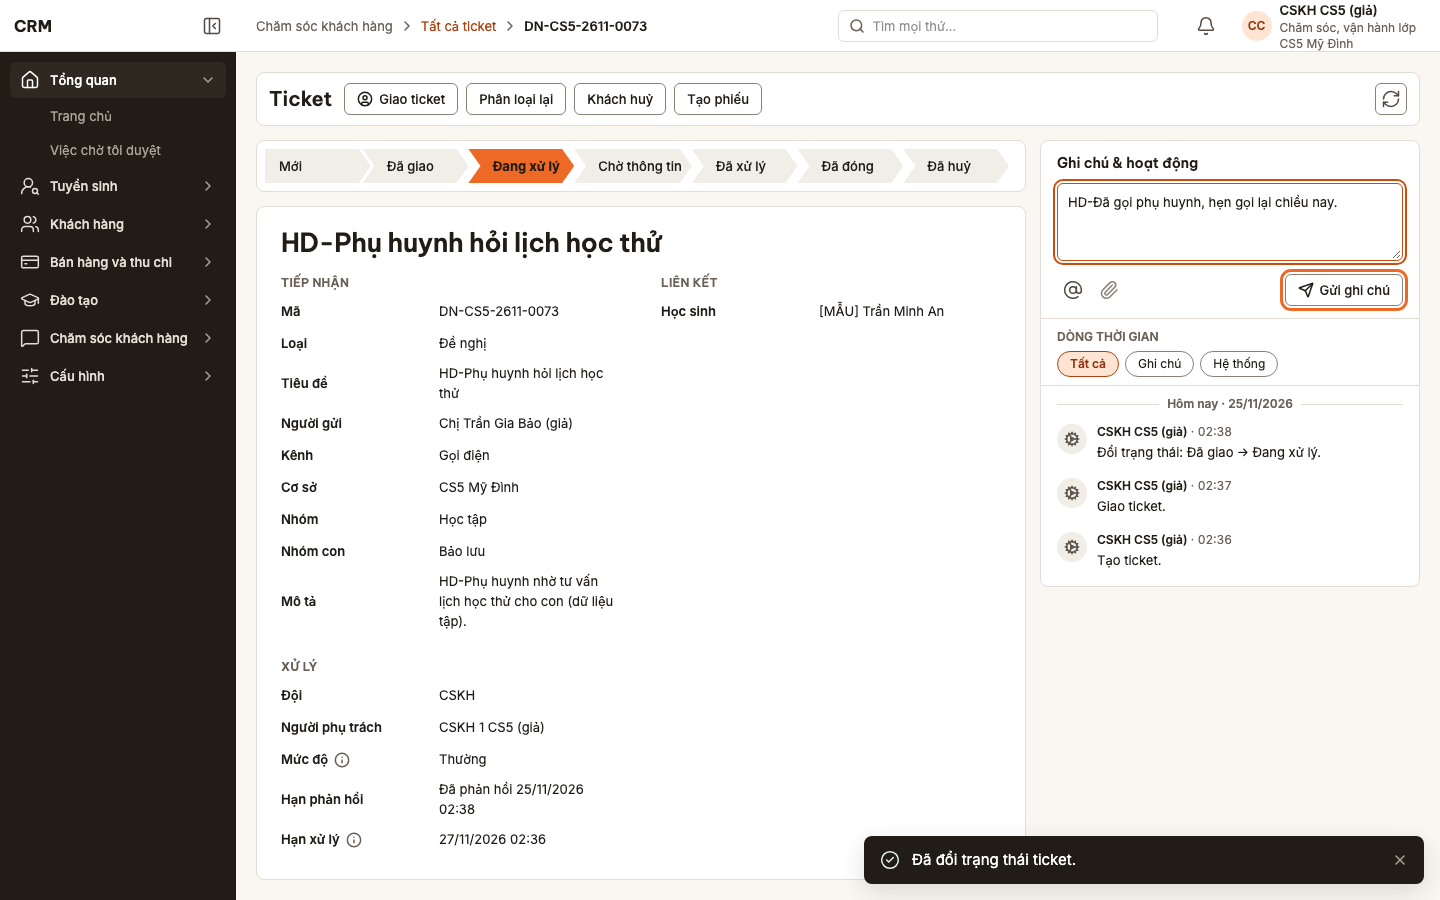 CRM
Chăm sóc khách hàng
Tất cả ticket
DN-CS5-2611-0073
Tìm mọi thứ...
CC
CSKH CS5 (giả)
Chăm sóc, vận hành lớp
CS5 Mỹ Đình
Tổng quan
Trang chủ
Việc chờ tôi duyệt
Tuyển sinh
Khách hàng
Bán hàng và thu chi
Đào tạo
Chăm sóc khách hàng
Cấu hình
Ticket
Giao ticket
Phân loại lại
Khách huỷ
Tạo phiếu
Mới
Đã giao
Đang xử lý
Chờ thông tin
Đã xử lý
Đã đóng
Đã huỷ
HD-Phụ huynh hỏi lịch học thử
TIẾP NHẬN
Mã DN-CS5-2611-0073
Loại Đề nghị
Tiêu đề HD-Phụ huynh hỏi lịch học
thử
Người gửi Chị Trần Gia Bảo (giả)
Kênh Gọi điện
Cơ sở CS5 Mỹ Đình
Nhóm Học tập
Nhóm con Bảo lưu
Mô tả HD-Phụ huynh nhờ tư vấn
lịch học thử cho con (dữ liệu
tập).
LIÊN KẾT
Học sinh [MẪU] Trần Minh An
XỬ LÝ
Đội CSKH
Người phụ trách CSKH 1 CS5 (giả)
Mức độ Thường
Hạn phản hồi Đã phản hồi 25/11/2026
02:38
Hạn xử lý 27/11/2026 02:36
Ghi chú & hoạt động
HD-Đã gọi phụ huynh, hẹn gọi lại chiều nay.
Gửi ghi chú
DÒNG THỜI GIAN
Tất cả
Ghi chú
Hệ thống
Hôm nay · 25/11/2026
CSKH CS5 (giả) · 02:38
Đổi trạng thái: Đã giao → Đang xử lý.
CSKH CS5 (giả) · 02:37
Giao ticket.
CSKH CS5 (giả) · 02:36
Tạo ticket.
Đã đổi trạng thái ticket.